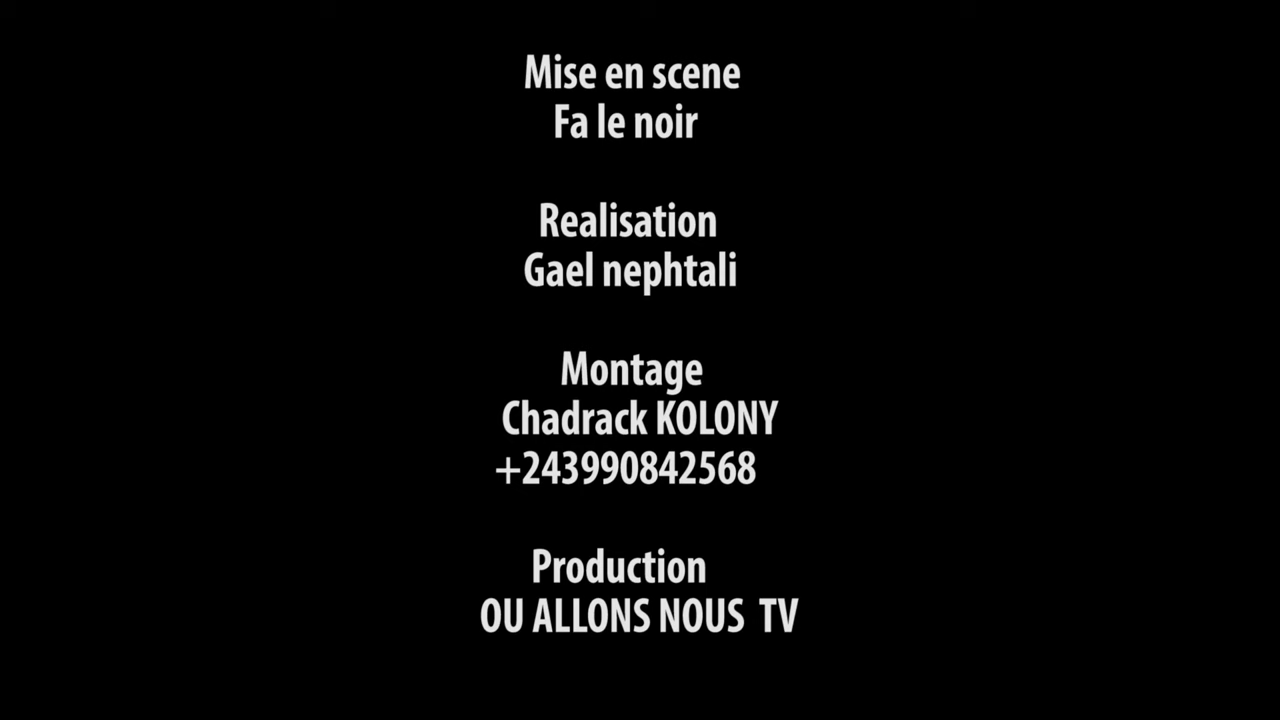 Mise en scene
Fa le noir
Realisation
Gael nephtali
Montage
Chadrack KOLONY
+243990842568
Production
OU ALLONS NOUS TV